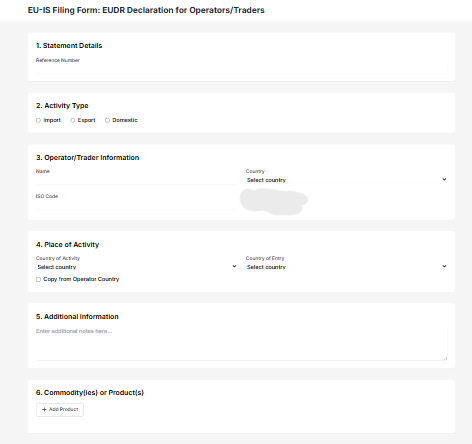 EU-IS Filing Form: EUDR Declaration for Operators/Traders
1. Statement Details
Reference Number
2. Activity Type
Import Export Domestic
3. Operator/Trader Information
Name Country
Select country
ISO Code
4. Place of Activity
Country of Activity Country of Entry
Select country Select country
Copy from Operator Country
5. Additional Information
Enter additional notes here...
6. Commodity(ies) or Product(s)
+ Add Product